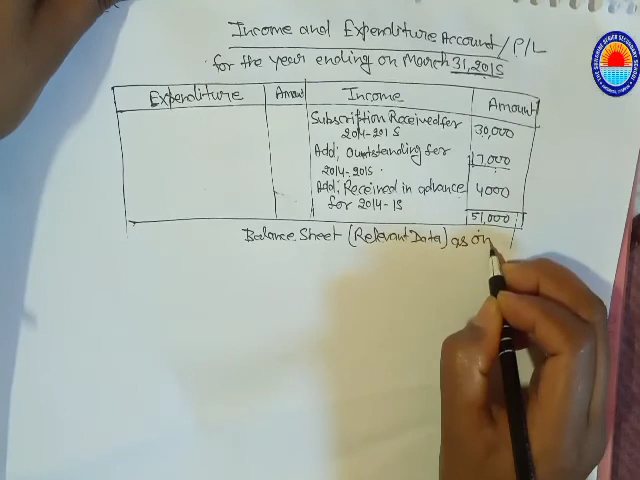 Income and Expenditure Account / P/L
for the year ending on March 31, 2015
Expenditure Amou Income Amount
Subscription Received for 30,000
2014-2015
Add; Outstanding for 17,000
2014-2015.
Add; Received in advance 4000
for 2014-15
51,000
Balance Sheet (Relevant Data) as on